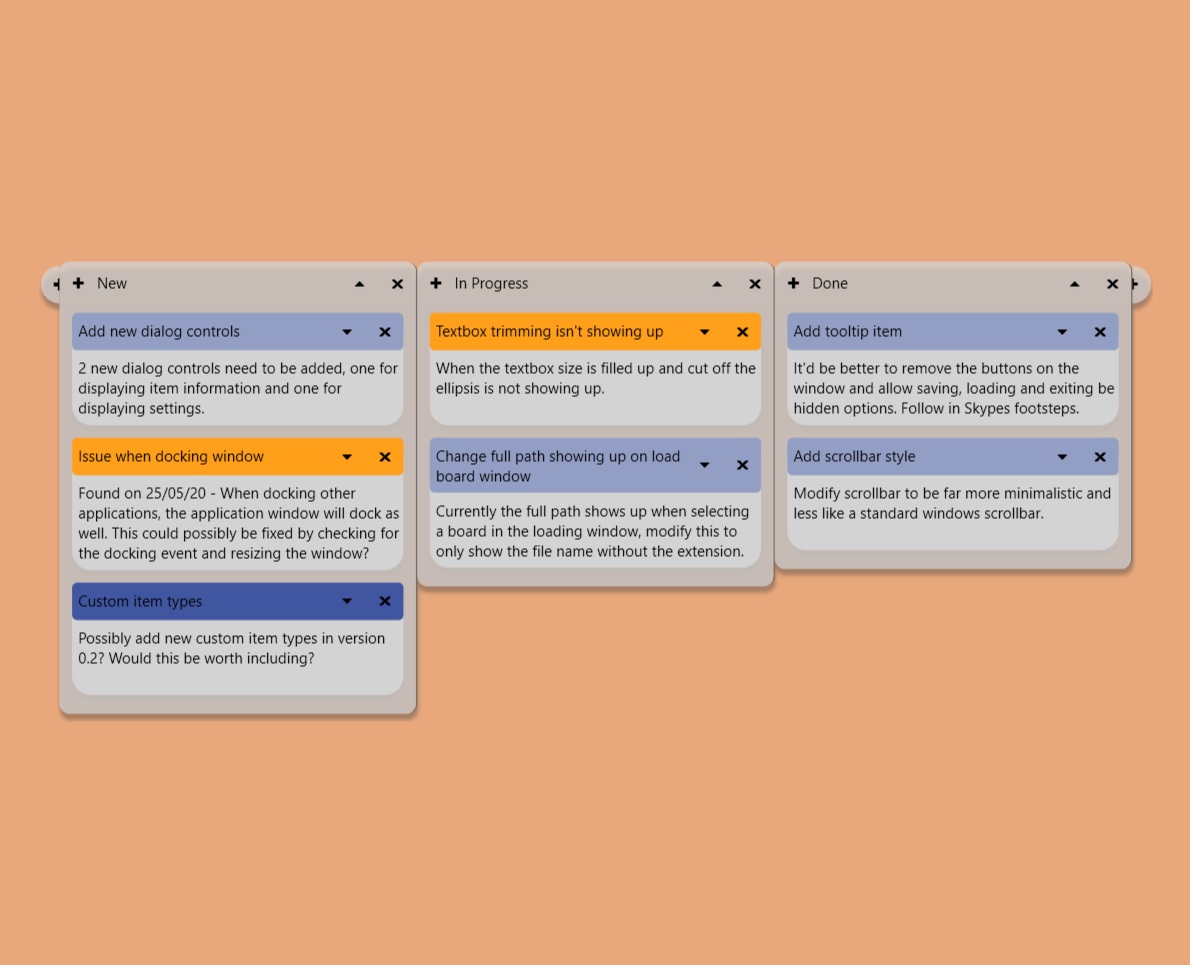 New
Add new dialog controls
2 new dialog controls need to be added, one for
displaying item information and one for
displaying settings.
Issue when docking window
Found on 25/05/20 - When docking other
applications, the application window will dock as
well. This could possibly be fixed by checking for
the docking event and resizing the window?
Custom item types
Possibly add new custom item types in version
0.2? Would this be worth including?
In Progress
Textbox trimming isn't showing up
When the textbox size is filled up and cut off the
ellipsis is not showing up.
Change full path showing up on load
board window
Currently the full path shows up when selecting
a board in the loading window, modify this to
only show the file name without the extension.
Done
Add tooltip item
It'd be better to remove the buttons on the
window and allow saving, loading and exiting be
hidden options. Follow in Skypes footsteps.
Add scrollbar style
Modify scrollbar to be far more minimalistic and
less like a standard windows scrollbar.